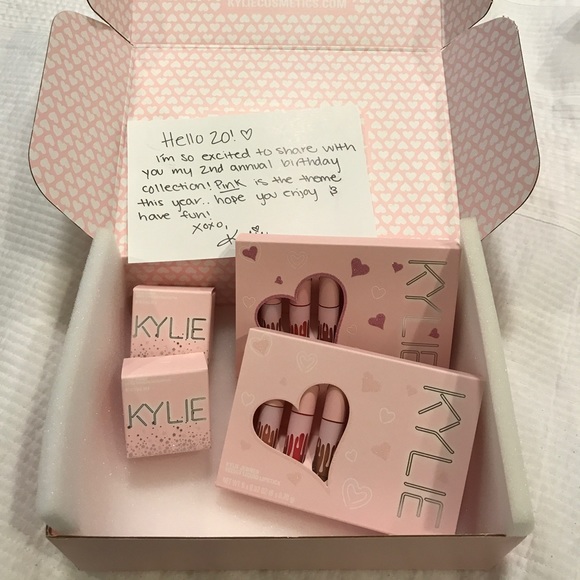 KYLIECOSMETICS.COM
Hello 20! ♡
I'm so excited to share with
you my 2nd annual birthday
collection! Pink is the theme
this year.. hope you enjoy &
have fun!
xoxo,
KYLIE
KYLIE
KYLIE
KYLIE